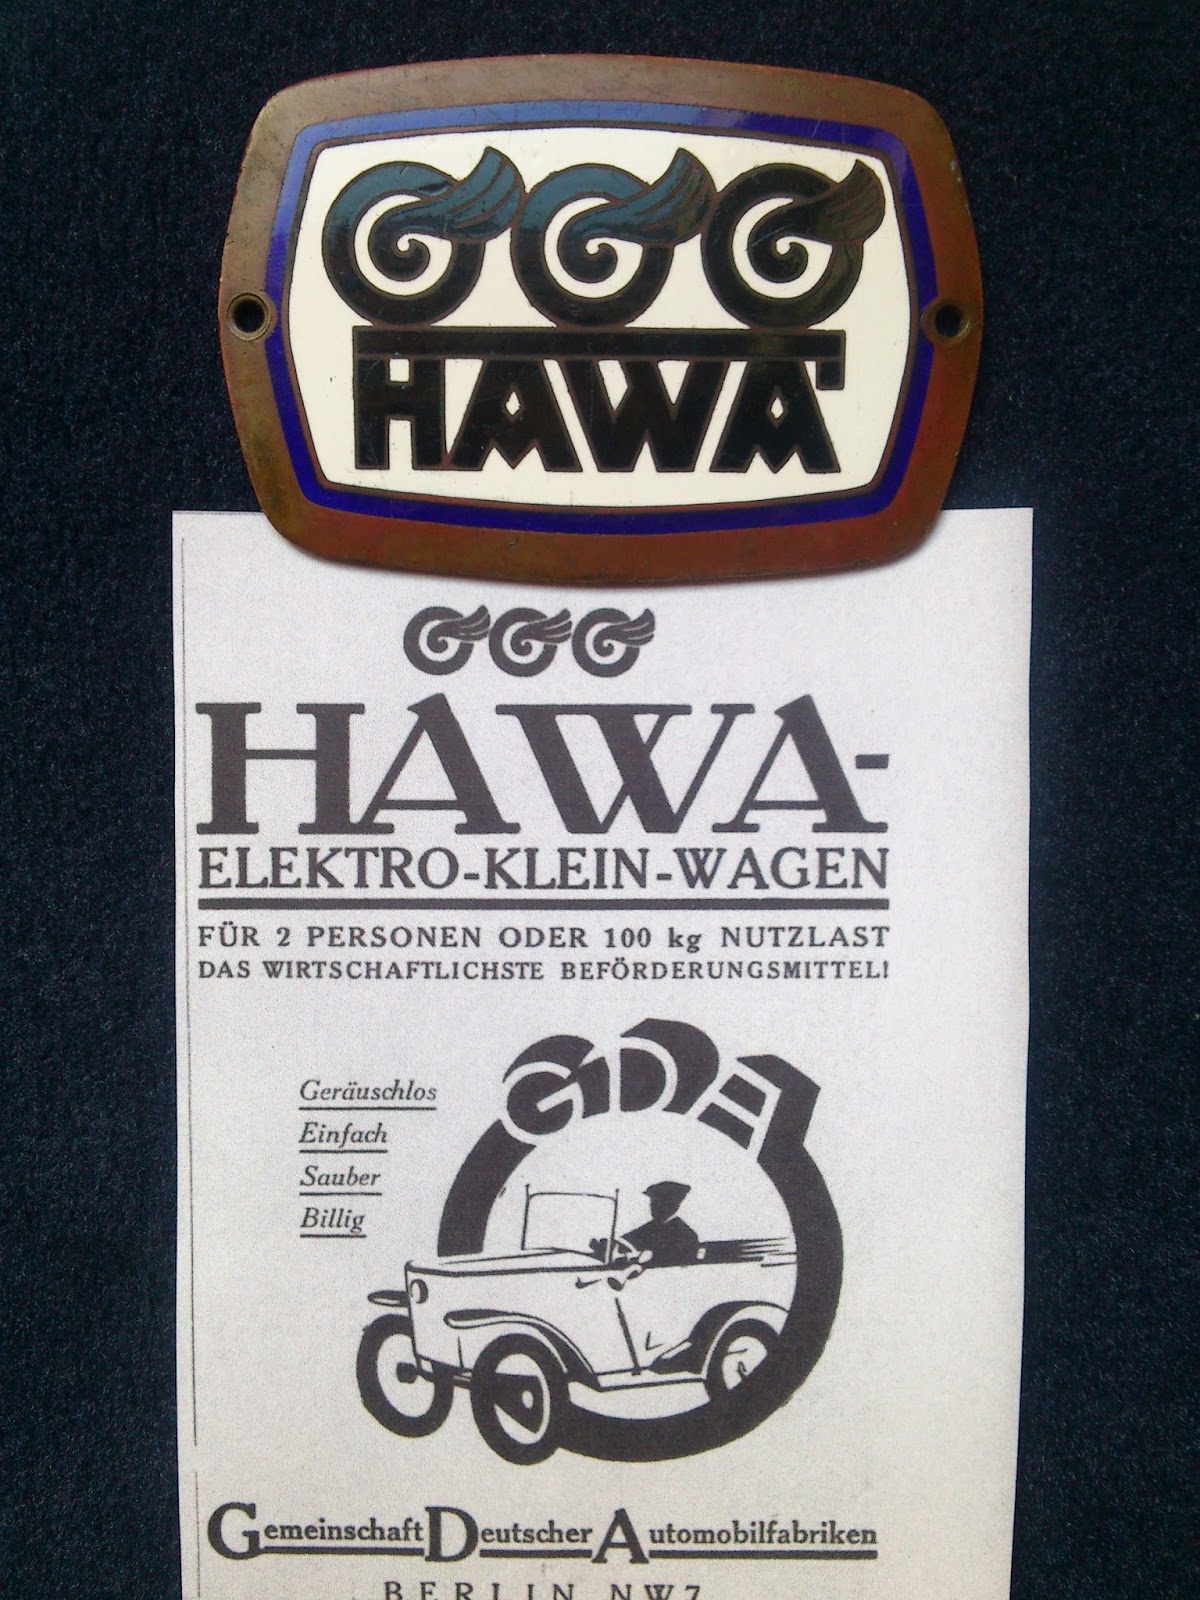 HAWA
HAWA-
ELEKTRO-KLEIN-WAGEN
FÜR 2 PERSONEN ODER 100 kg NUTZLAST
DAS WIRTSCHAFTLICHSTE BEFÖRDERUNGSMITTEL!
GDA
Geräuschlos
Einfach
Sauber
Billig
Gemeinschaft Deutscher Automobilfabriken
BERLIN NW7